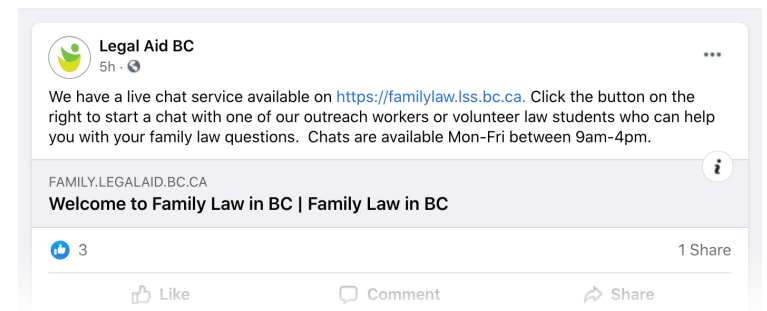 Legal Aid BC
5h ·
We have a live chat service available on https://familylaw.lss.bc.ca. Click the button on the
right to start a chat with one of our outreach workers or volunteer law students who can help
you with your family law questions.  Chats are available Mon-Fri between 9am-4pm.
i
FAMILY.LEGALAID.BC.CA
Welcome to Family Law in BC | Family Law in BC
3
1 Share
Like
Comment
Share